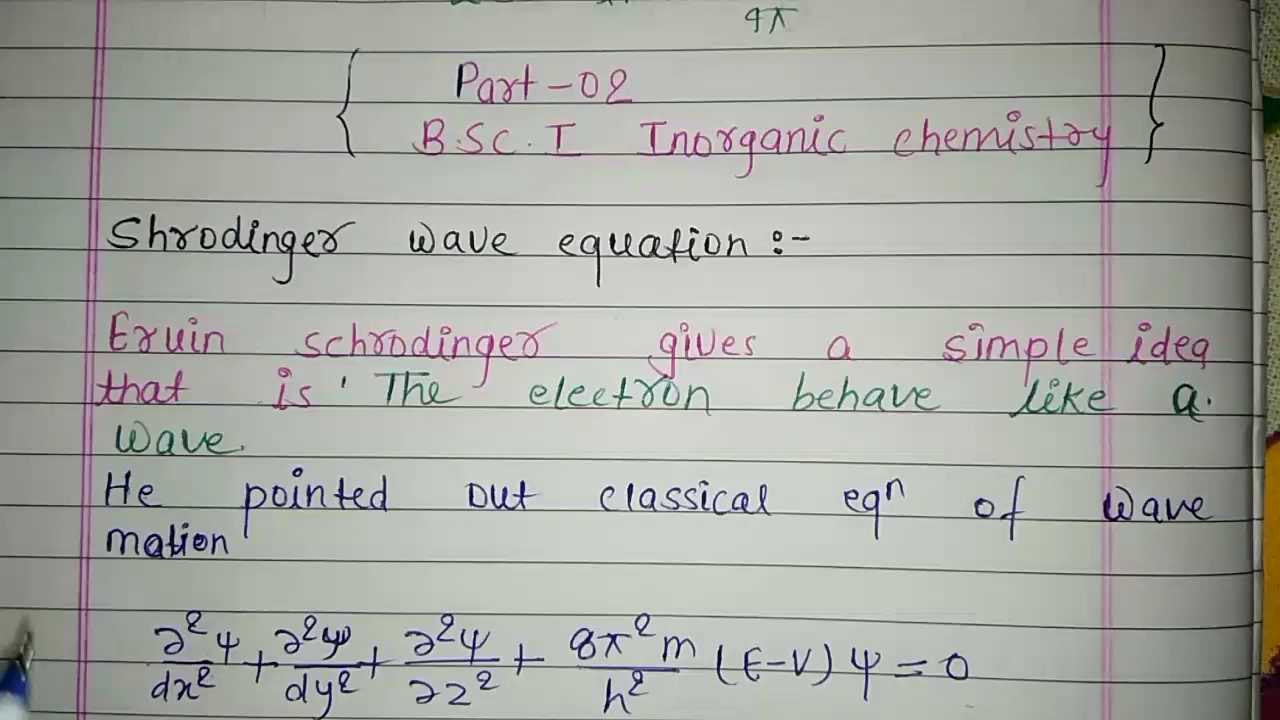 4π
Part-02
B.Sc. I Inorganic chemistry
Shrodinger wave equation :-
Eruin schrodinger gives a simple idea
that is ' The electron behave like a.
wave.
He pointed out classical eqⁿ of wave
motion
∂²ψ/dx² + ∂²ψ/dy² + ∂²ψ/∂z² + 8π²m/h² (E-V) ψ = 0